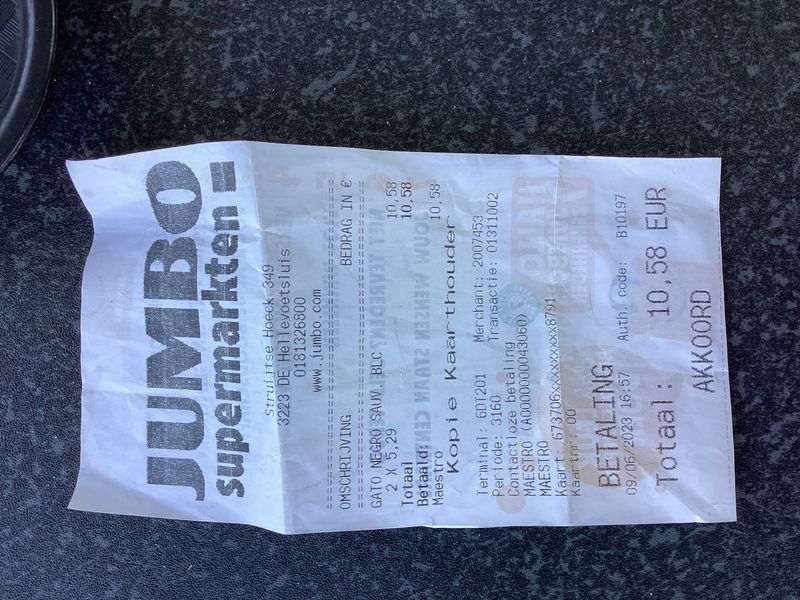 JUMBO
supermarkten
Struijtse Hoeck 349
3223 DE Hellevoetsluis
0181326800
www.jumbo.com
OMSCHRIJVING BEDRAG IN €
GATO NEGRO SAUV. BLC
2 X 5,29 10,58
Totaal 10,58
Betaald:
Maestro 10,58
Kopie Kaarthouder
Terminal: GDT201 Merchant: 2007453
Periode: 3160 Transactie: 01311002
Contactloze betaling
MAESTRO (A0000000043060)
MAESTRO
Kaart: 673706xxxxxxxxx8791
Kaartnr: 00
BETALING
09/06/2023 16:57 Auth. code: B10197
Totaal: 10,58 EUR
AKKOORD